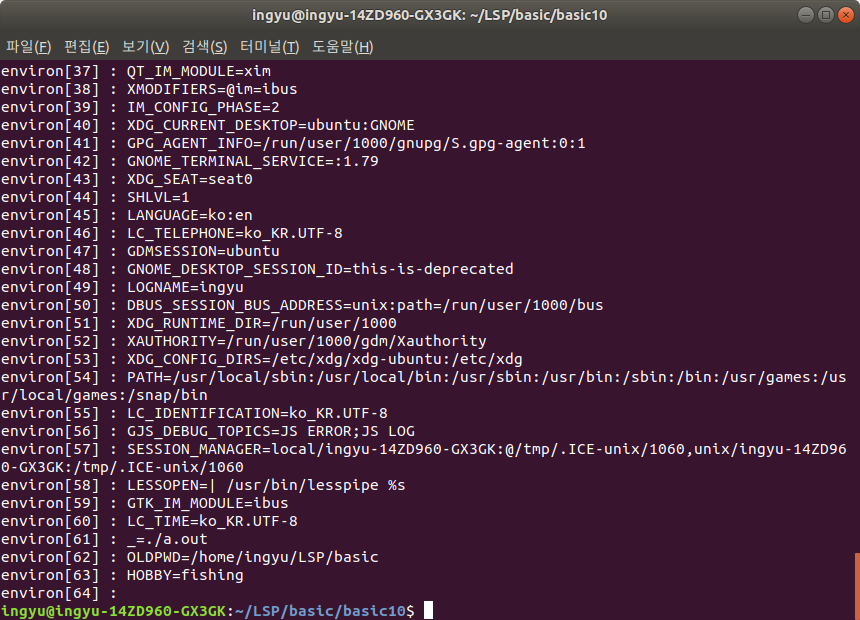 ingyu@ingyu-14ZD960-GX3GK: ~/LSP/basic/basic10
파일(F) 편집(E) 보기(V) 검색(S) 터미널(T) 도움말(H)
environ[37] : QT_IM_MODULE=xim
environ[38] : XMODIFIERS=@im=ibus
environ[39] : IM_CONFIG_PHASE=2
environ[40] : XDG_CURRENT_DESKTOP=ubuntu:GNOME
environ[41] : GPG_AGENT_INFO=/run/user/1000/gnupg/S.gpg-agent:0:1
environ[42] : GNOME_TERMINAL_SERVICE=:1.79
environ[43] : XDG_SEAT=seat0
environ[44] : SHLVL=1
environ[45] : LANGUAGE=ko:en
environ[46] : LC_TELEPHONE=ko_KR.UTF-8
environ[47] : GDMSESSION=ubuntu
environ[48] : GNOME_DESKTOP_SESSION_ID=this-is-deprecated
environ[49] : LOGNAME=ingyu
environ[50] : DBUS_SESSION_BUS_ADDRESS=unix:path=/run/user/1000/bus
environ[51] : XDG_RUNTIME_DIR=/run/user/1000
environ[52] : XAUTHORITY=/run/user/1000/gdm/Xauthority
environ[53] : XDG_CONFIG_DIRS=/etc/xdg/xdg-ubuntu:/etc/xdg
environ[54] : PATH=/usr/local/sbin:/usr/local/bin:/usr/sbin:/usr/bin:/sbin:/bin:/usr/games:/us
r/local/games:/snap/bin
environ[55] : LC_IDENTIFICATION=ko_KR.UTF-8
environ[56] : GJS_DEBUG_TOPICS=JS ERROR;JS LOG
environ[57] : SESSION_MANAGER=local/ingyu-14ZD960-GX3GK:@/tmp/.ICE-unix/1060,unix/ingyu-14ZD96
0-GX3GK:/tmp/.ICE-unix/1060
environ[58] : LESSOPEN=| /usr/bin/lesspipe %s
environ[59] : GTK_IM_MODULE=ibus
environ[60] : LC_TIME=ko_KR.UTF-8
environ[61] : _=./a.out
environ[62] : OLDPWD=/home/ingyu/LSP/basic
environ[63] : HOBBY=fishing
environ[64] :
ingyu@ingyu-14ZD960-GX3GK:~/LSP/basic/basic10$